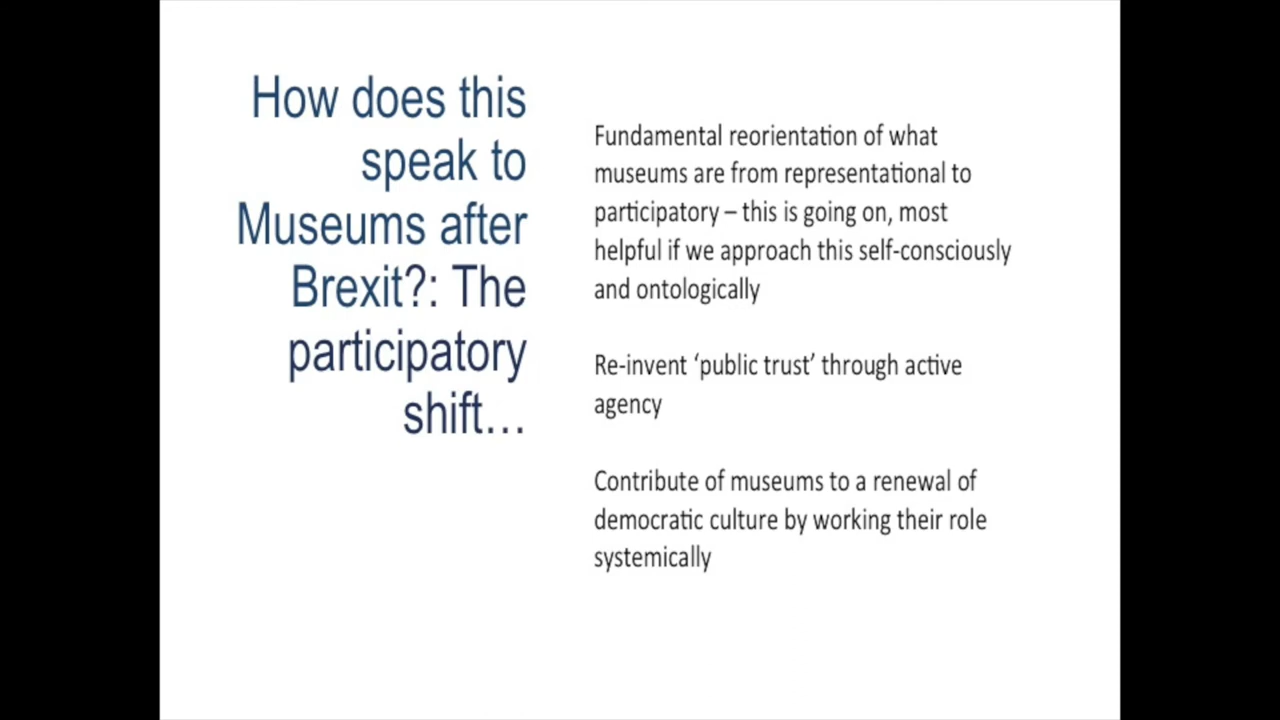 How does this
speak to
Museums after
Brexit?: The
participatory
shift…
Fundamental reorientation of what
museums are from representational to
participatory – this is going on, most
helpful if we approach this self-consciously
and ontologically
Re-invent ‘public trust’ through active
agency
Contribute of museums to a renewal of
democratic culture by working their role
systemically